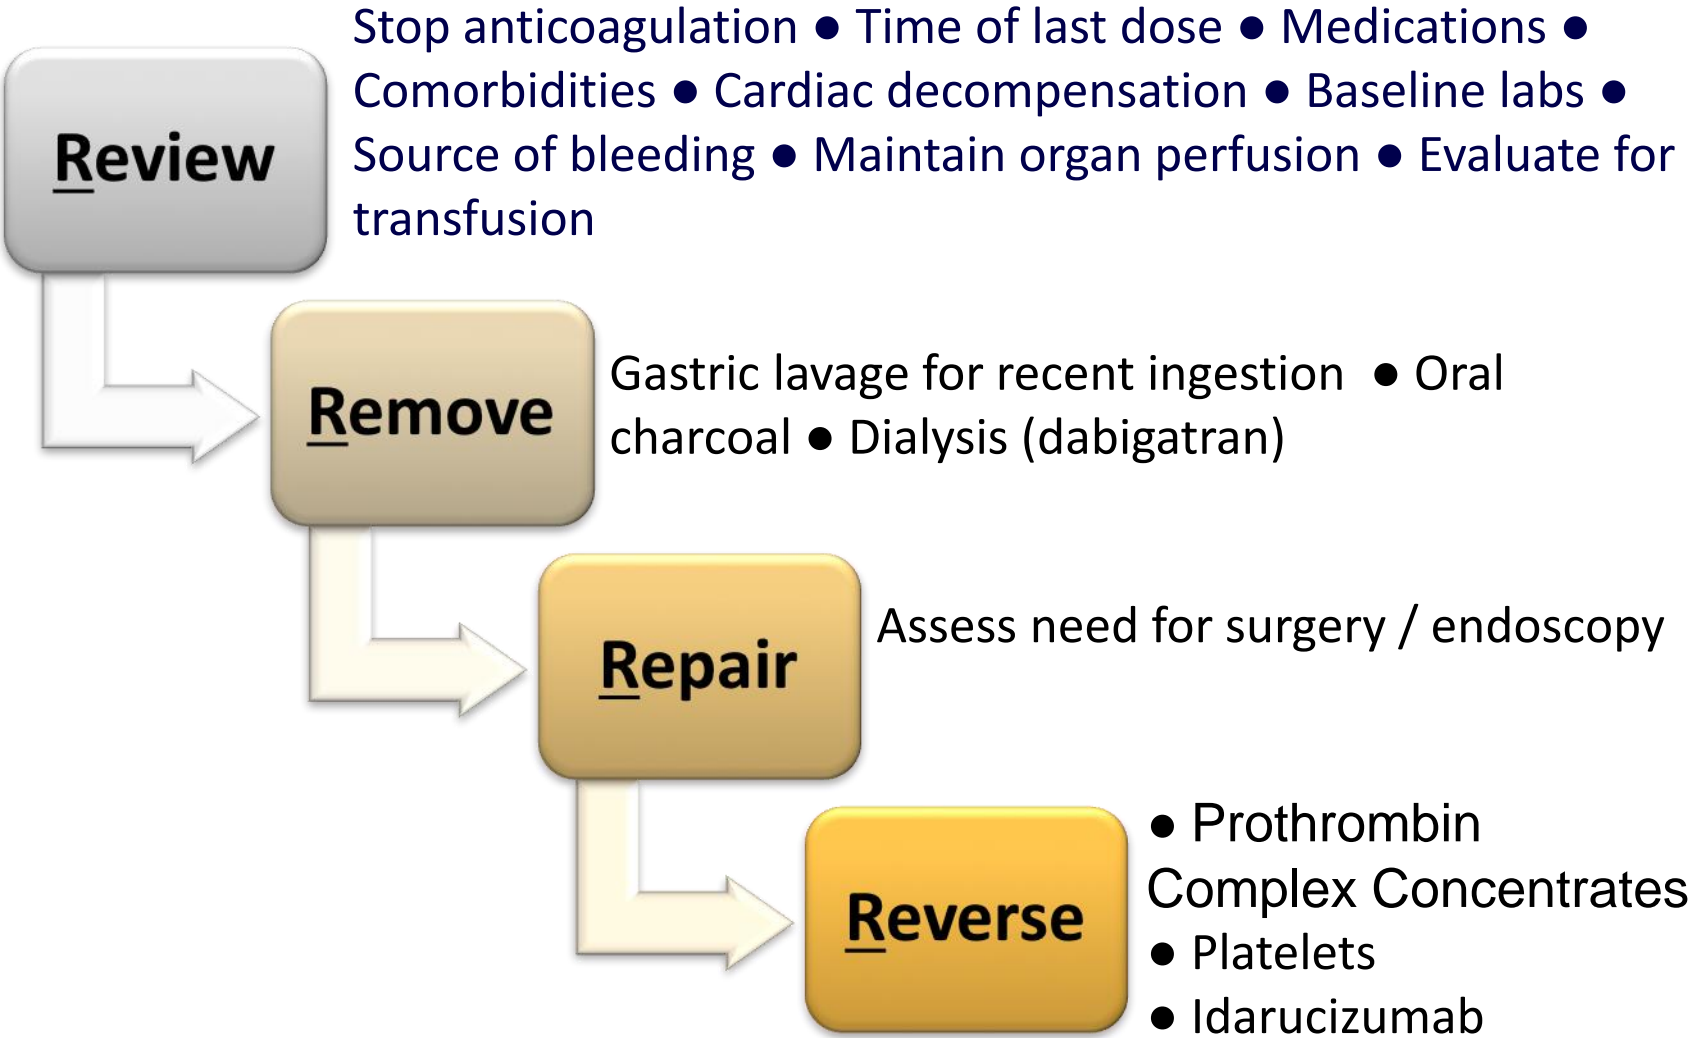 Stop anticoagulation ● Time of last dose ● Medications ●
Comorbidities ● Cardiac decompensation ● Baseline labs ●
Source of bleeding ● Maintain organ perfusion ● Evaluate for
transfusion
Review
Gastric lavage for recent ingestion ● Oral
charcoal ● Dialysis (dabigatran)
Remove
Assess need for surgery / endoscopy
Repair
● Prothrombin
Complex Concentrates
● Platelets
● Idarucizumab
Reverse